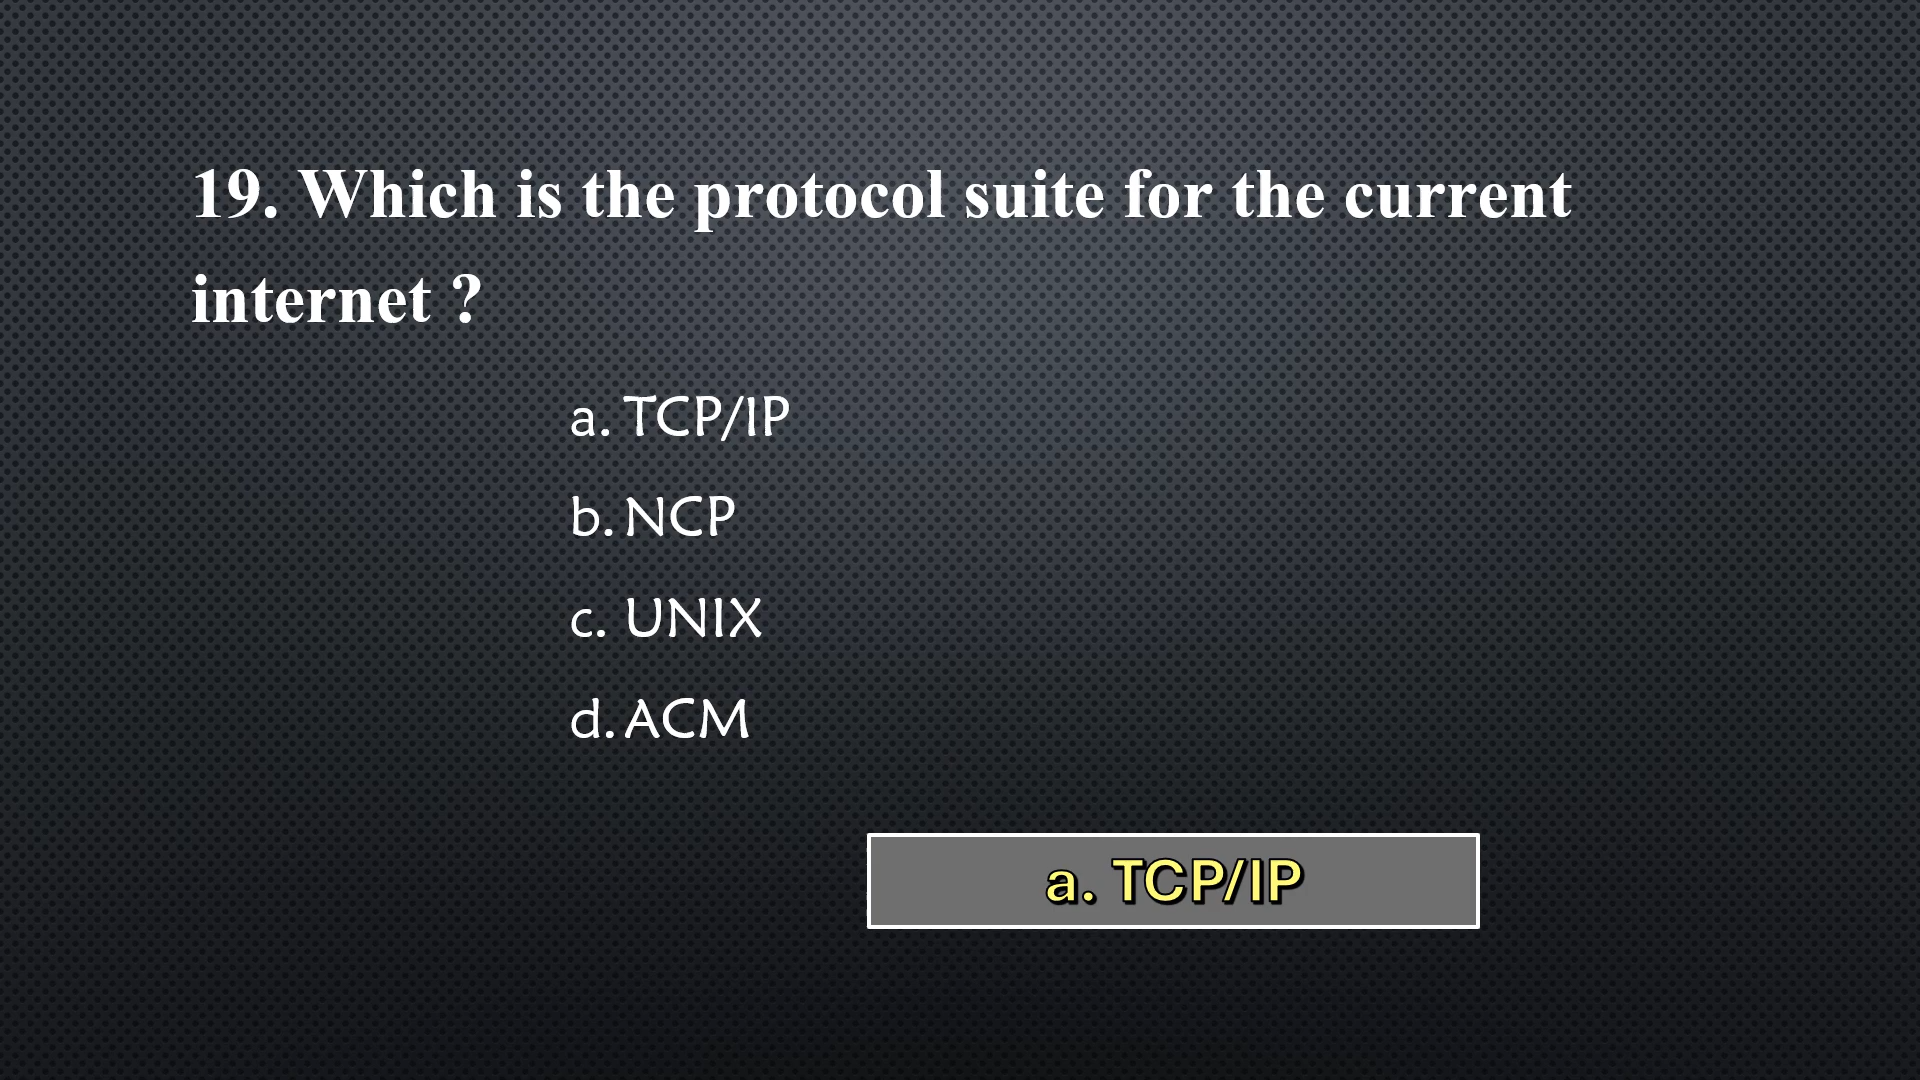 19. Which is the protocol suite for the current
internet ?
a. TCP/IP
b. NCP
c. UNIX
d. ACM
a. TCP/IP